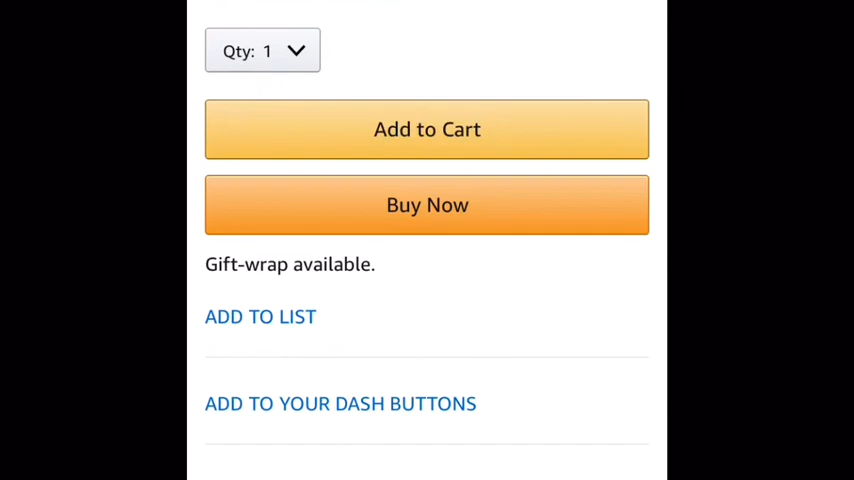 Qty: 1
Add to Cart
Buy Now
Gift-wrap available.
ADD TO LIST
ADD TO YOUR DASH BUTTONS